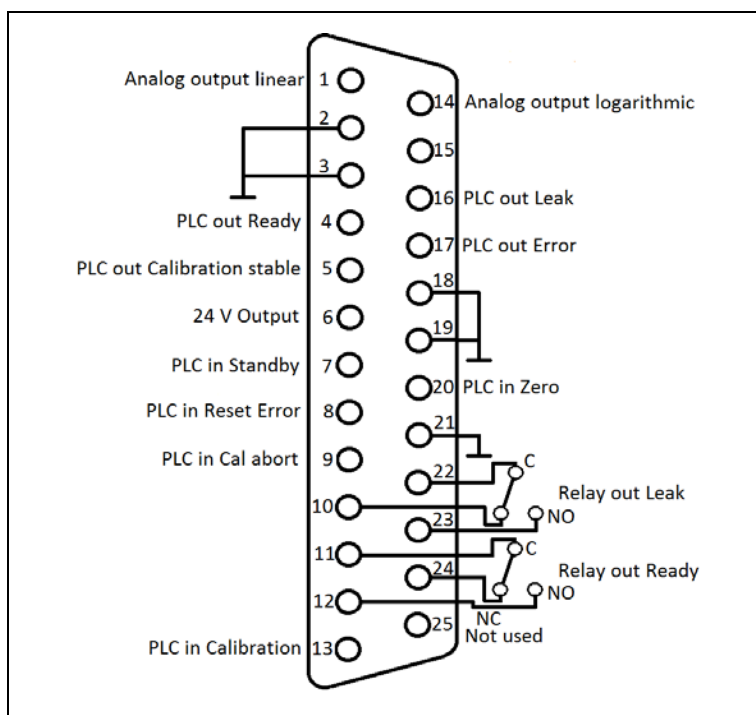 Analog output linear 1
14 Analog output logarithmic
2
15
3
16 PLC out Leak
PLC out Ready 4
17 PLC out Error
PLC out Calibration stable 5
18
24 V Output 6
19
PLC in Standby 7
20 PLC in Zero
PLC in Reset Error 8
21
PLC in Cal abort 9
22 C
Relay out Leak
10
23 NO
11 C
24 Relay out Ready
12 NO
NC
25 Not used
PLC in Calibration 13